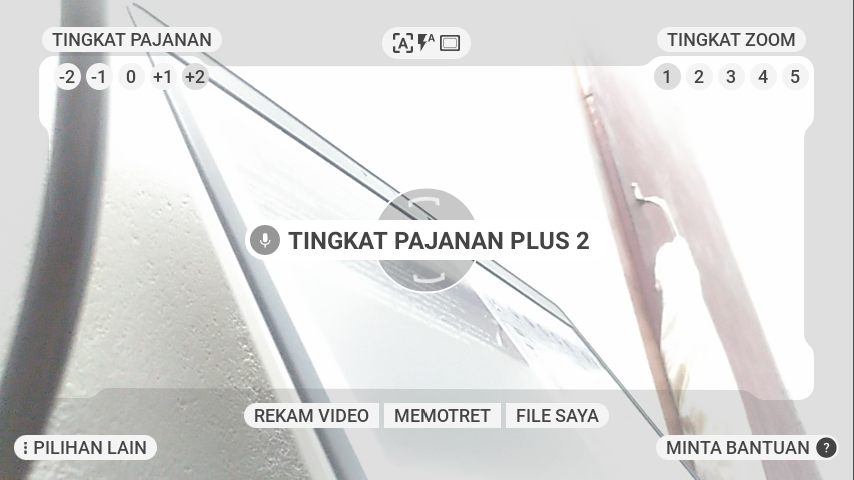 TINGKAT PAJANAN
A
A
TINGKAT ZOOM
-2 -1 0 +1 +2
1 2 3 4 5
TINGKAT PAJANAN PLUS 2
REKAM VIDEO
MEMOTRET
FILE SAYA
PILIHAN LAIN
MINTA BANTUAN ?